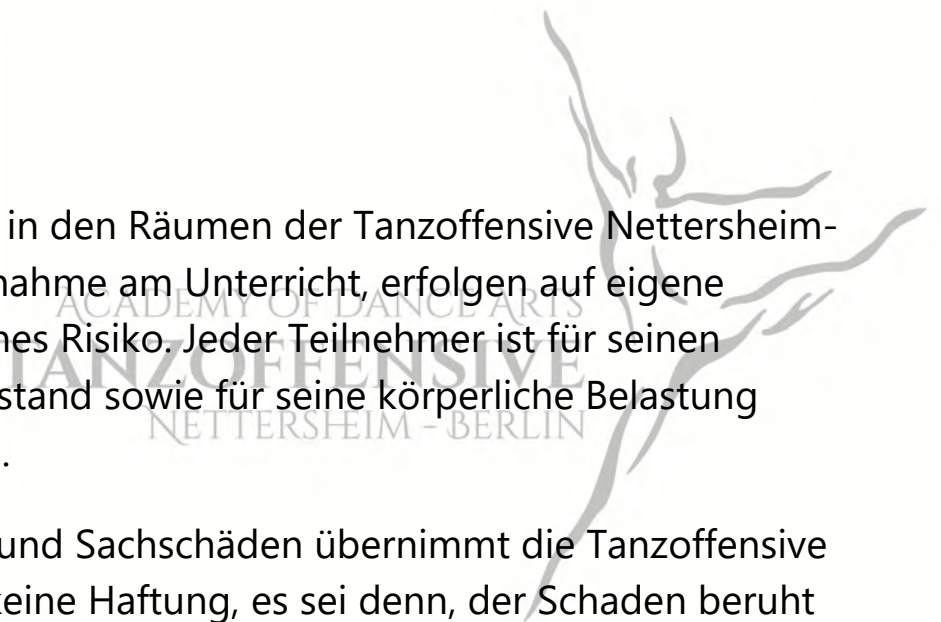 in den Räumen der Tanzoffensive Nettersheim-
nahme am Unterricht, erfolgen auf eigene
ACADEMY OF DANCE ARTS
nes Risiko. Jeder Teilnehmer ist für seinen
TANZOFFENSIVE
stand sowie für seine körperliche Belastung
NETTERSHEIM - BERLIN
.
und Sachschäden übernimmt die Tanzoffensive
keine Haftung, es sei denn, der Schaden beruht